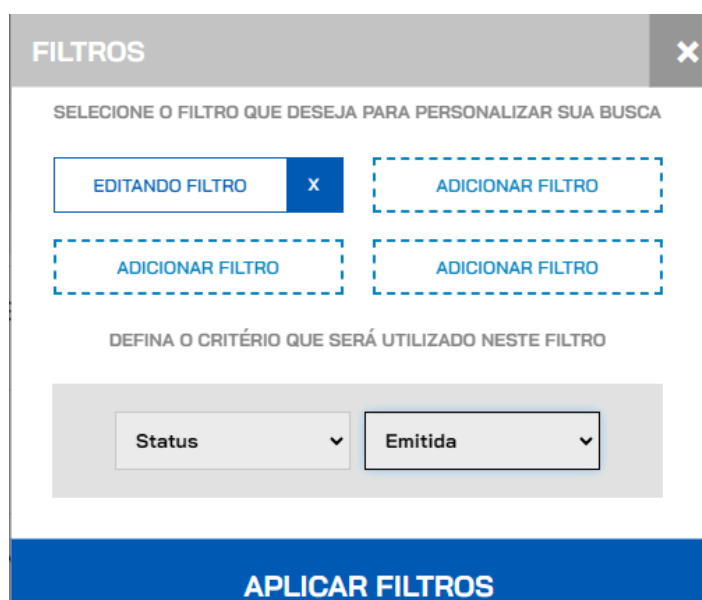 FILTROS ×
SELECIONE O FILTRO QUE DESEJA PARA PERSONALIZAR SUA BUSCA
EDITANDO FILTRO X ADICIONAR FILTRO
ADICIONAR FILTRO ADICIONAR FILTRO
DEFINA O CRITÉRIO QUE SERÁ UTILIZADO NESTE FILTRO
Status Emitida
APLICAR FILTROS